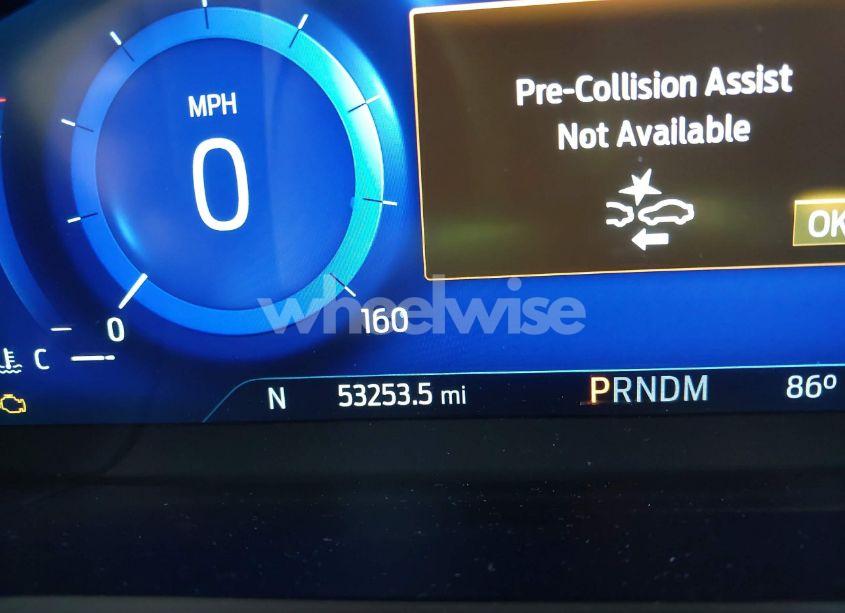 MPH
0
Pre-Collision Assist
Not Available
OK
wheelwise
0
160
C
N 53253.5 mi PRNDM 86°